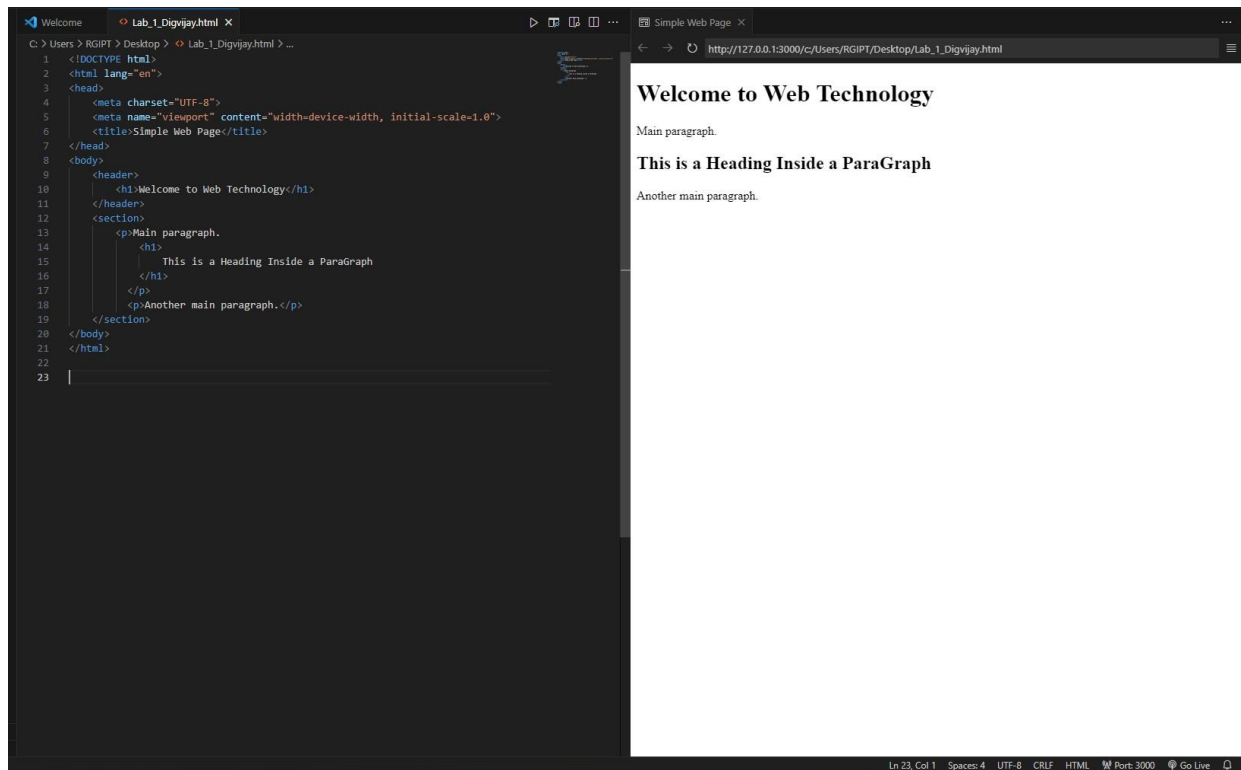 Welcome
<> Lab_1_Digvijay.html ×
C: > Users > RGIPT > Desktop > <> Lab_1_Digvijay.html > ...
1 <!DOCTYPE html>
2 <html lang="en">
3 <head>
4 <meta charset="UTF-8">
5 <meta name="viewport" content="width=device-width, initial-scale=1.0">
6 <title>Simple Web Page</title>
7 </head>
8 <body>
9 <header>
10 <h1>Welcome to Web Technology</h1>
11 </header>
12 <section>
13 <p>Main paragraph.
14 <h1>
15 This is a Heading Inside a ParaGraph
16 </h1>
17 </p>
18 <p>Another main paragraph.</p>
19 </section>
20 </body>
21 </html>
22
23
Simple Web Page ×
http://127.0.0.1:3000/c:/Users/RGIPT/Desktop/Lab_1_Digvijay.html
Welcome to Web Technology
Main paragraph.
This is a Heading Inside a ParaGraph
Another main paragraph.
Ln 23, Col 1 Spaces: 4 UTF-8 CRLF HTML Port: 3000 Go Live